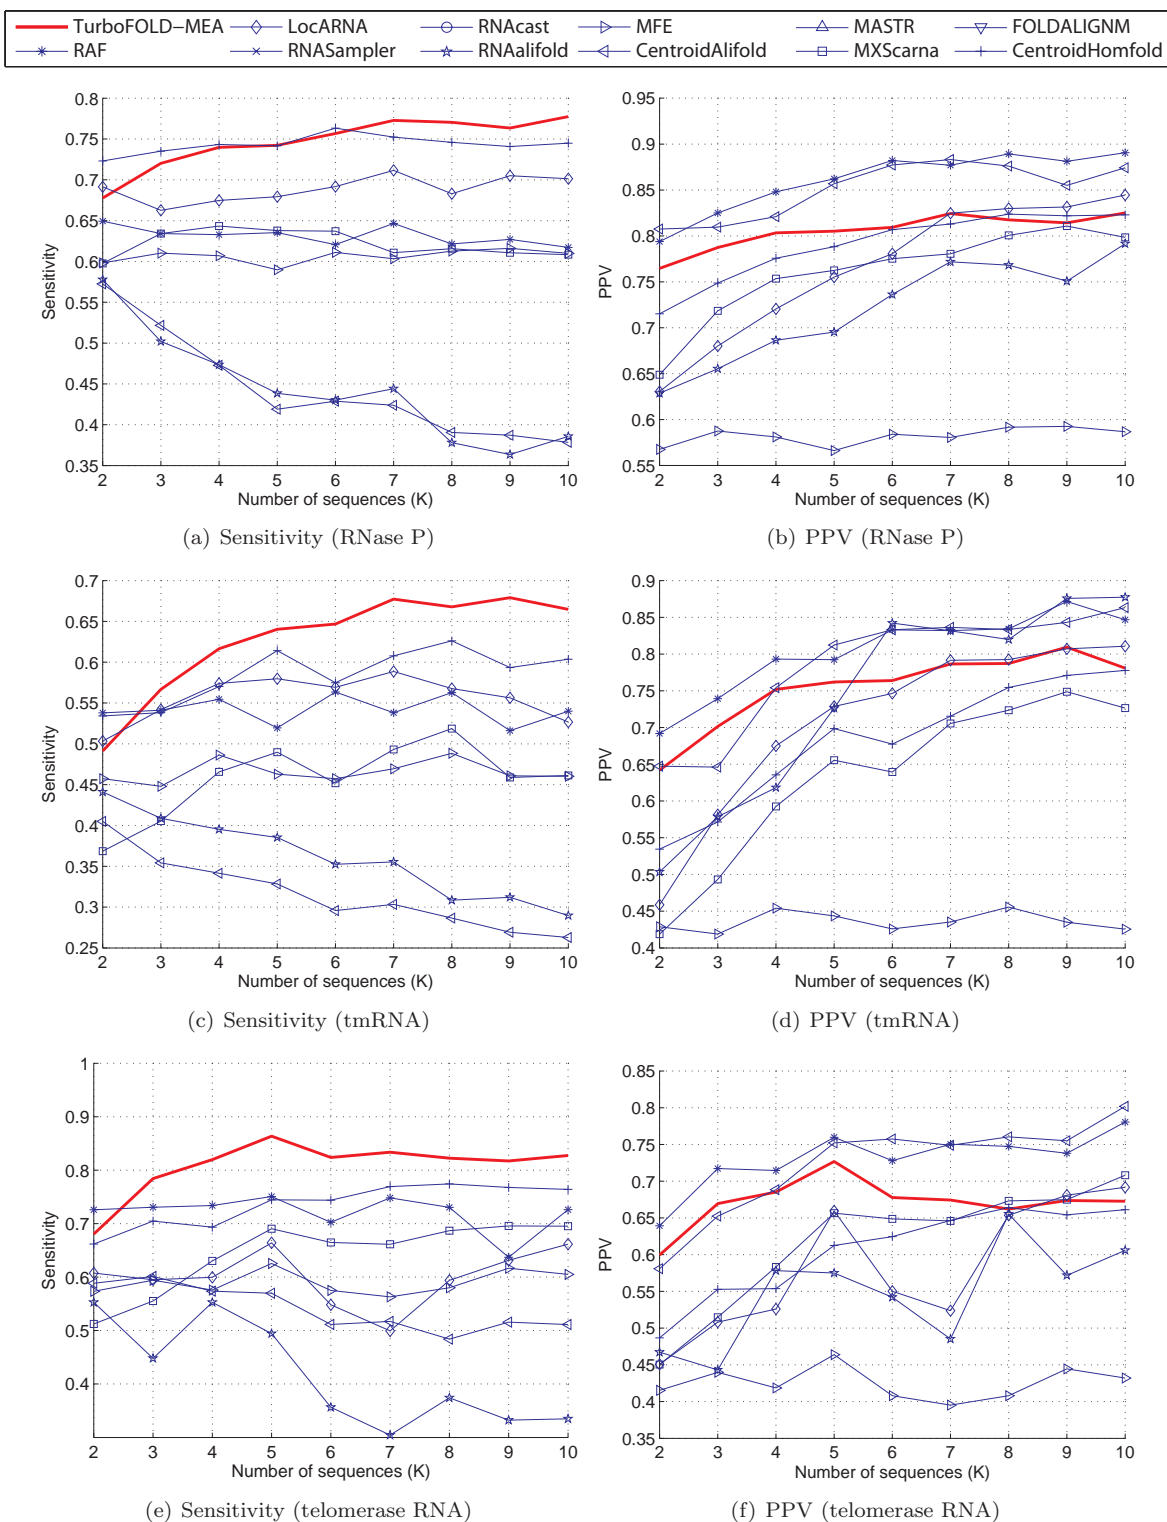 TurboFOLD−MEA LocARNA RNAcast MFE MASTR FOLDALIGNM
RAF RNASampler RNAalifold CentroidAlifold MXScarna CentroidHomfold
0.8
0.75
0.7
0.65
0.6
0.55
0.5
0.45
0.4
0.35
Sensitivity
2 3 4 5 6 7 8 9 10
Number of sequences (K)
(a) Sensitivity (RNase P)
0.95
0.9
0.85
0.8
0.75
0.7
0.65
0.6
0.55
PPV
2 3 4 5 6 7 8 9 10
Number of sequences (K)
(b) PPV (RNase P)
0.7
0.65
0.6
0.55
0.5
0.45
0.4
0.35
0.3
0.25
Sensitivity
2 3 4 5 6 7 8 9 10
Number of sequences (K)
(c) Sensitivity (tmRNA)
0.9
0.85
0.8
0.75
0.7
0.65
0.6
0.55
0.5
0.45
0.4
PPV
2 3 4 5 6 7 8 9 10
Number of sequences (K)
(d) PPV (tmRNA)
1
0.9
0.8
0.7
0.6
0.5
0.4
Sensitivity
2 3 4 5 6 7 8 9 10
Number of sequences (K)
(e) Sensitivity (telomerase RNA)
0.85
0.8
0.75
0.7
0.65
0.6
0.55
0.5
0.45
0.4
0.35
PPV
2 3 4 5 6 7 8 9 10
Number of sequences (K)
(f) PPV (telomerase RNA)